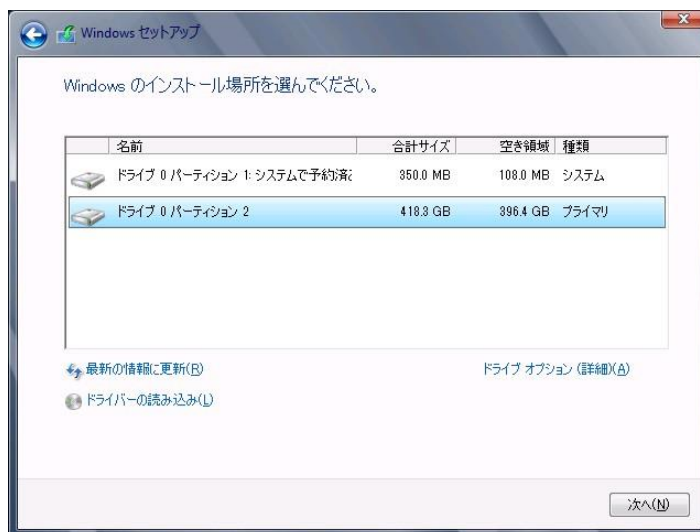 Windows セットアップ
Windows のインストール場所を選んでください。
名前 合計サイズ 空き領域 種類
ドライブ 0 パーティション 1: システムで予約済 350.0 MB 108.0 MB システム
ドライブ 0 パーティション 2 418.3 GB 396.4 GB プライマリ
最新の情報に更新(R)
ドライブ オプション (詳細)(A)
ドライバーの読み込み(L)
次へ(N)